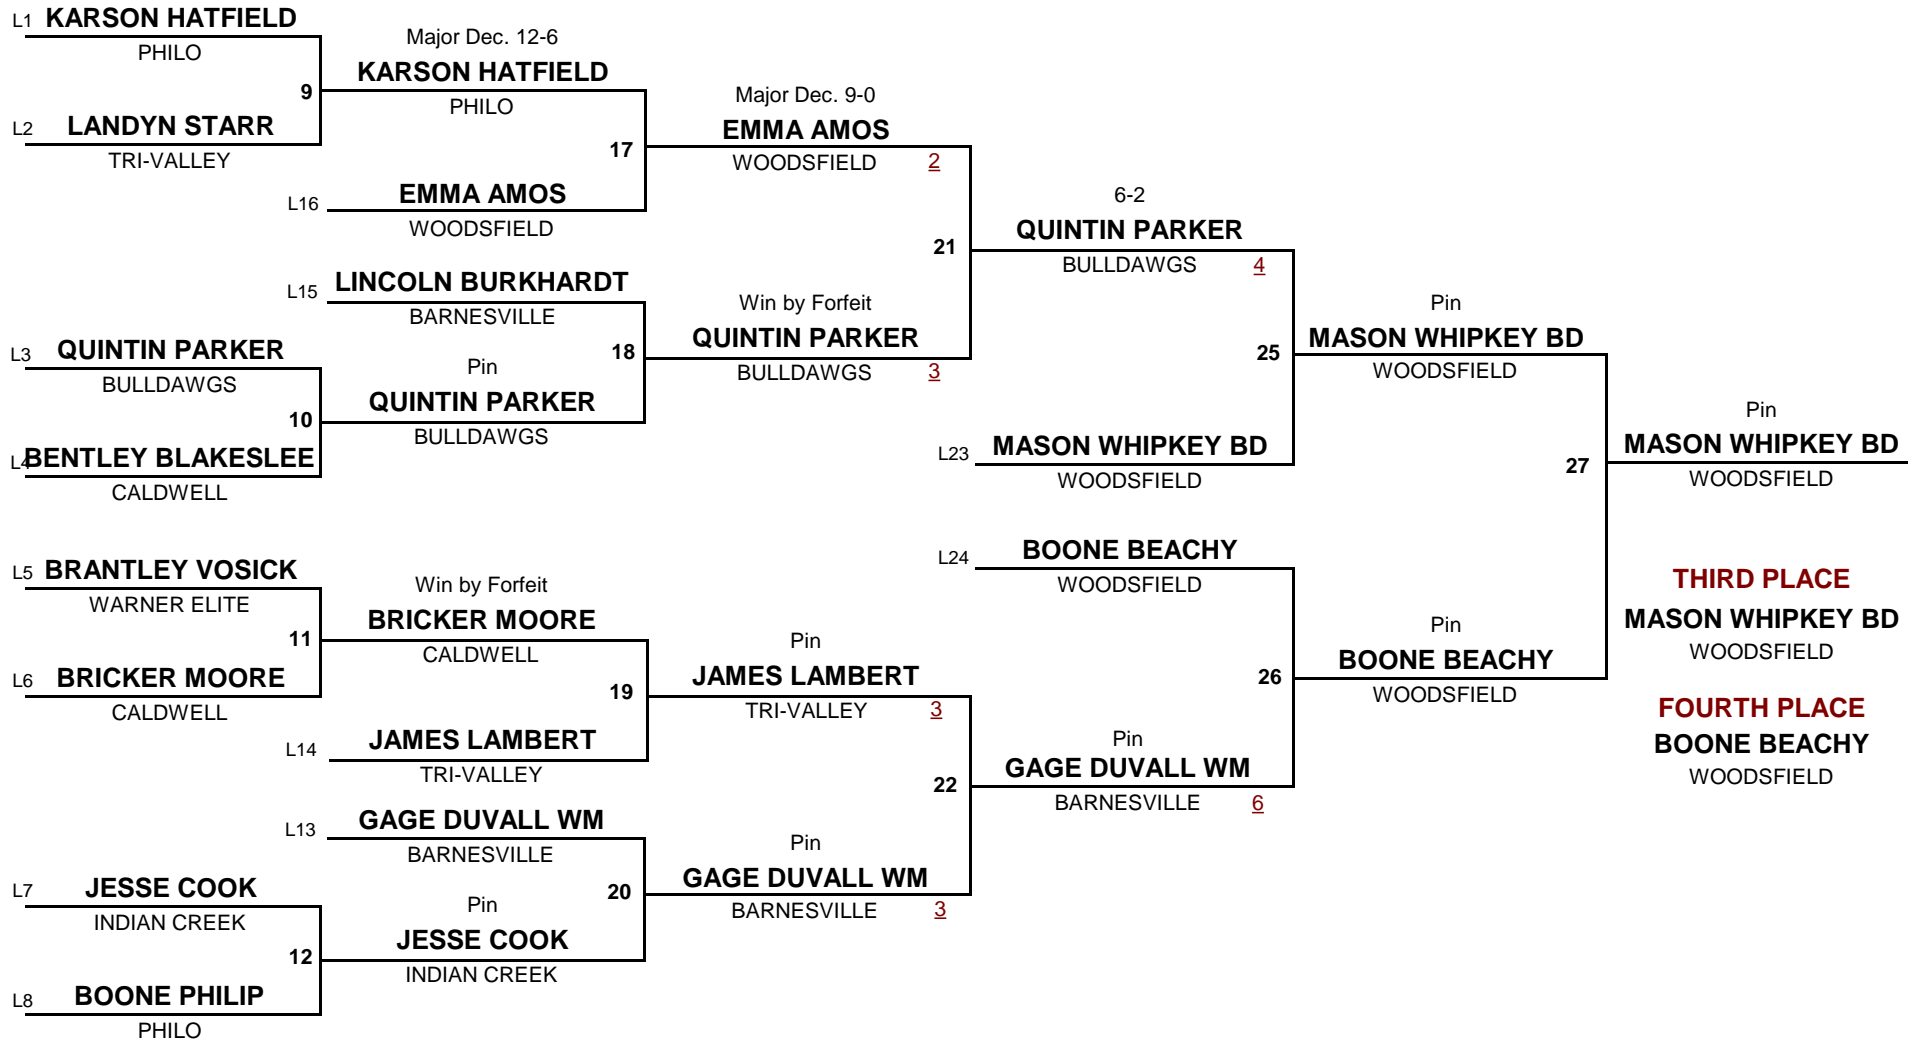 L1 KARSON HATFIELD
PHILO
9
L2 LANDYN STARR
TRI-VALLEY
Major Dec. 12-6
KARSON HATFIELD
PHILO
17
L16 EMMA AMOS
WOODSFIELD
Major Dec. 9-0
EMMA AMOS
WOODSFIELD 2
L15 LINCOLN BURKHARDT
BARNESVILLE
18
L3 QUINTIN PARKER
BULLDAWGS
10
L4 BENTLEY BLAKESLEE
CALDWELL
Pin
QUINTIN PARKER
BULLDAWGS
Win by Forfeit
QUINTIN PARKER
BULLDAWGS 3
21
6-2
QUINTIN PARKER
BULLDAWGS 4
25
L23 MASON WHIPKEY BD
WOODSFIELD
Pin
MASON WHIPKEY BD
WOODSFIELD
27
Pin
MASON WHIPKEY BD
WOODSFIELD
L5 BRANTLEY VOSICK
WARNER ELITE
11
L6 BRICKER MOORE
CALDWELL
Win by Forfeit
BRICKER MOORE
CALDWELL
19
L14 JAMES LAMBERT
TRI-VALLEY
Pin
JAMES LAMBERT
TRI-VALLEY 3
22
L13 GAGE DUVALL WM
BARNESVILLE
20
L7 JESSE COOK
INDIAN CREEK
12
L8 BOONE PHILIP
PHILO
Pin
JESSE COOK
INDIAN CREEK
Pin
GAGE DUVALL WM
BARNESVILLE 3
L24 BOONE BEACHY
WOODSFIELD
26
Pin
GAGE DUVALL WM
BARNESVILLE 6
Pin
BOONE BEACHY
WOODSFIELD
THIRD PLACE
MASON WHIPKEY BD
WOODSFIELD
FOURTH PLACE
BOONE BEACHY
WOODSFIELD